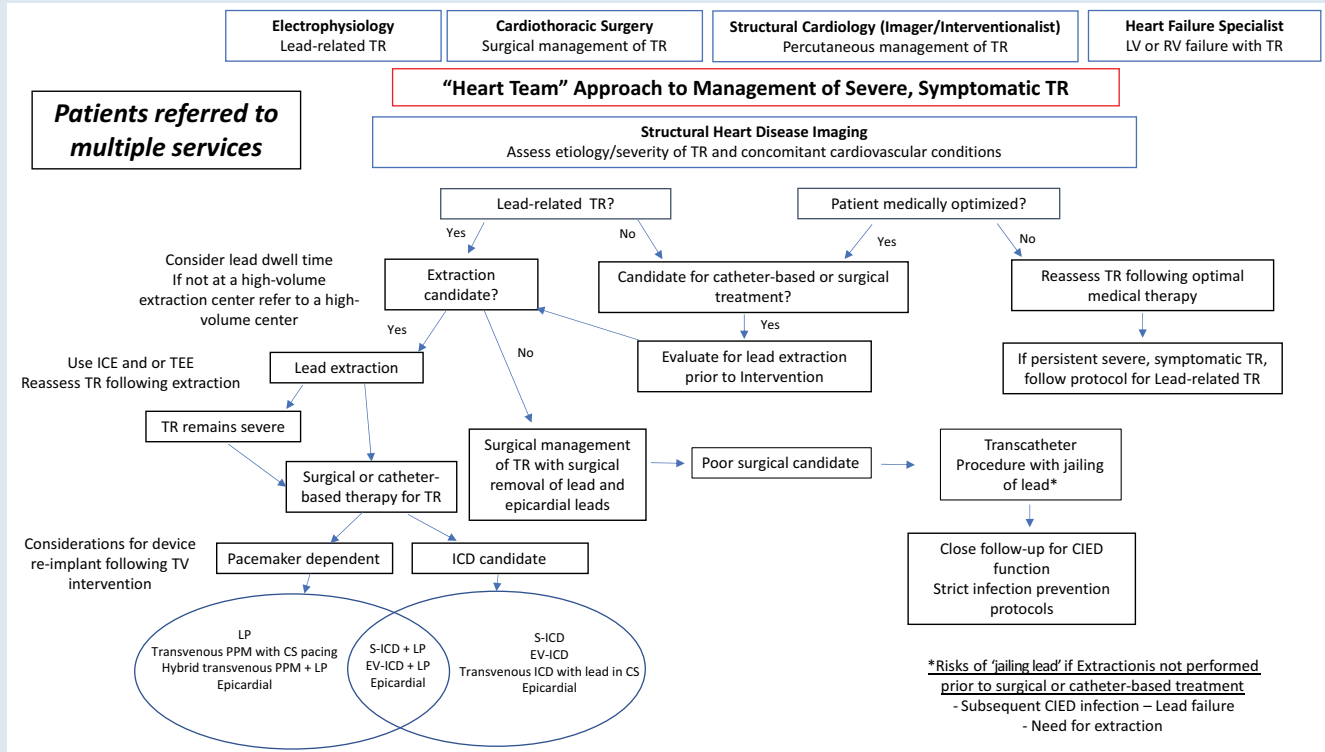 Electrophysiology
Lead-related TR
Cardiothoracic Surgery
Surgical management of TR
Structural Cardiology (Imager/Interventionalist)
Percutaneous management of TR
Heart Failure Specialist
LV or RV failure with TR
“Heart Team” Approach to Management of Severe, Symptomatic TR
Patients referred to
multiple services
Structural Heart Disease Imaging
Assess etiology/severity of TR and concomitant cardiovascular conditions
Lead-related TR?
Patient medically optimized?
Yes
No
Yes
No
Consider lead dwell time
If not at a high-volume
extraction center refer to a high-
volume center
Extraction
candidate?
Candidate for catheter-based or surgical
treatment?
Reassess TR following optimal
medical therapy
Yes
No
Yes
Use ICE and or TEE
Reassess TR following extraction
Lead extraction
Evaluate for lead extraction
prior to Intervention
If persistent severe, symptomatic TR,
follow protocol for Lead-related TR
TR remains severe
Surgical or catheter-
based therapy for TR
Surgical management
of TR with surgical
removal of lead and
epicardial leads
Poor surgical candidate
Transcatheter
Procedure with jailing
of lead*
Considerations for device
re-implant following TV
intervention
Pacemaker dependent
ICD candidate
Close follow-up for CIED
function
Strict infection prevention
protocols
LP
Transvenous PPM with CS pacing
Hybrid transvenous PPM + LP
Epicardial
S-ICD + LP
EV-ICD + LP
Epicardial
S-ICD
EV-ICD
Transvenous ICD with lead in CS
Epicardial
*Risks of ‘jailing lead’ if Extractionis not performed
prior to surgical or catheter-based treatment
- Subsequent CIED infection – Lead failure
- Need for extraction